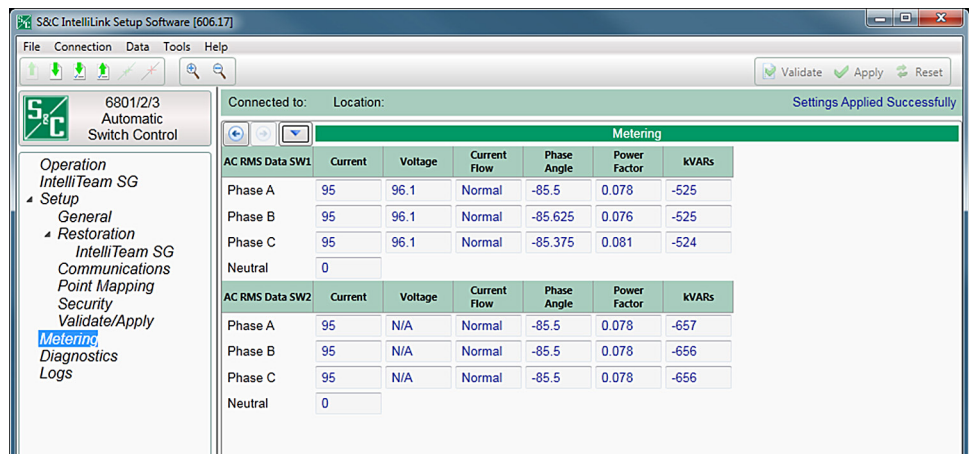 S&C IntelliLink Setup Software [606.17]
File Connection Data Tools Help
Validate Apply Reset
S&C
6801/2/3
Automatic
Switch Control
Connected to: Location: Settings Applied Successfully
Metering
Operation
IntelliTeam SG
Setup
General
Restoration
IntelliTeam SG
Communications
Point Mapping
Security
Validate/Apply
Metering
Diagnostics
Logs
AC RMS Data SW1 Current Voltage Current Flow Phase Angle Power Factor kVARs
Phase A 95 96.1 Normal -85.5 0.078 -525
Phase B 95 96.1 Normal -85.625 0.076 -525
Phase C 95 96.1 Normal -85.375 0.081 -524
Neutral 0
AC RMS Data SW2 Current Voltage Current Flow Phase Angle Power Factor kVARs
Phase A 95 N/A Normal -85.5 0.078 -657
Phase B 95 N/A Normal -85.5 0.078 -656
Phase C 95 N/A Normal -85.5 0.078 -656
Neutral 0